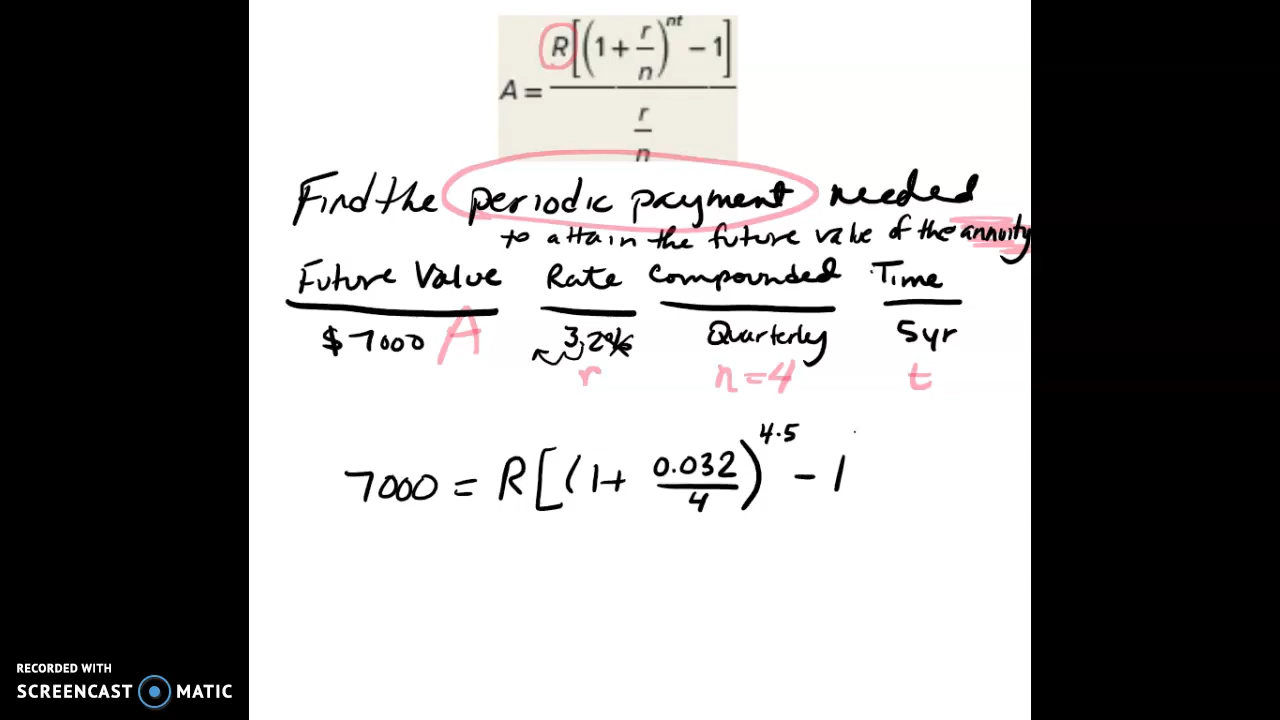 A = R[(1 + r/n)^nt − 1] / (r/n)
Find the periodic payment needed
to attain the future value of the annuity
Future Value Rate Compounded Time
$7000 A 3.2% Quarterly 5yr
r n=4 t
7000 = R[(1 + 0.032/4)^4·5 − 1
RECORDED WITH
SCREENCAST MATIC